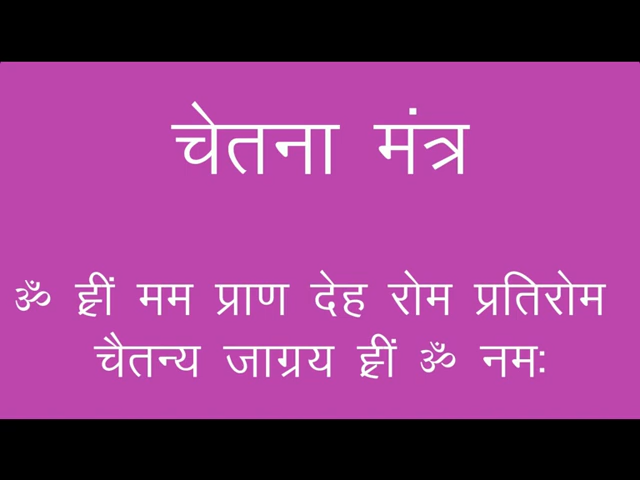 चेतना मंत्र
ॐ ह्रीं मम प्राण देह रोम प्रतिरोम
चैतन्य जाग्रय ह्रीं ॐ नमः